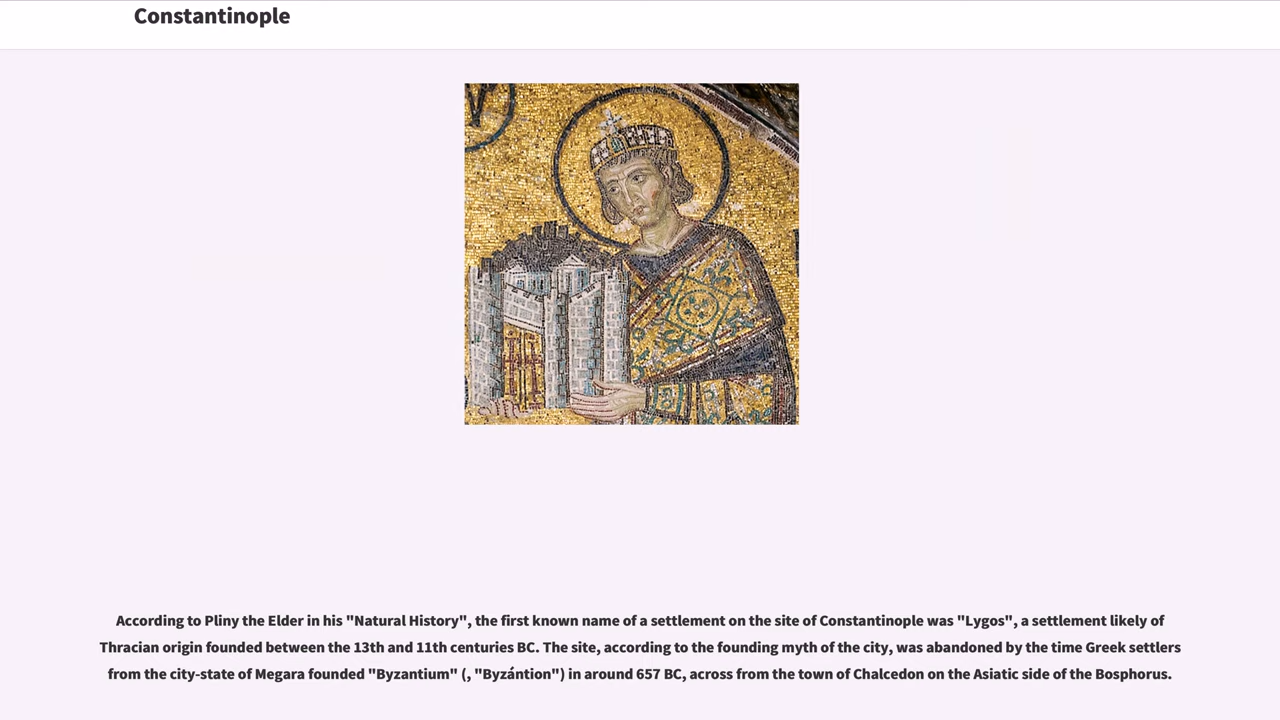 Constantinople
According to Pliny the Elder in his "Natural History", the first known name of a settlement on the site of Constantinople was "Lygos", a settlement likely of
Thracian origin founded between the 13th and 11th centuries BC. The site, according to the founding myth of the city, was abandoned by the time Greek settlers
from the city-state of Megara founded "Byzantium" (, "Byzántion") in around 657 BC, across from the town of Chalcedon on the Asiatic side of the Bosphorus.